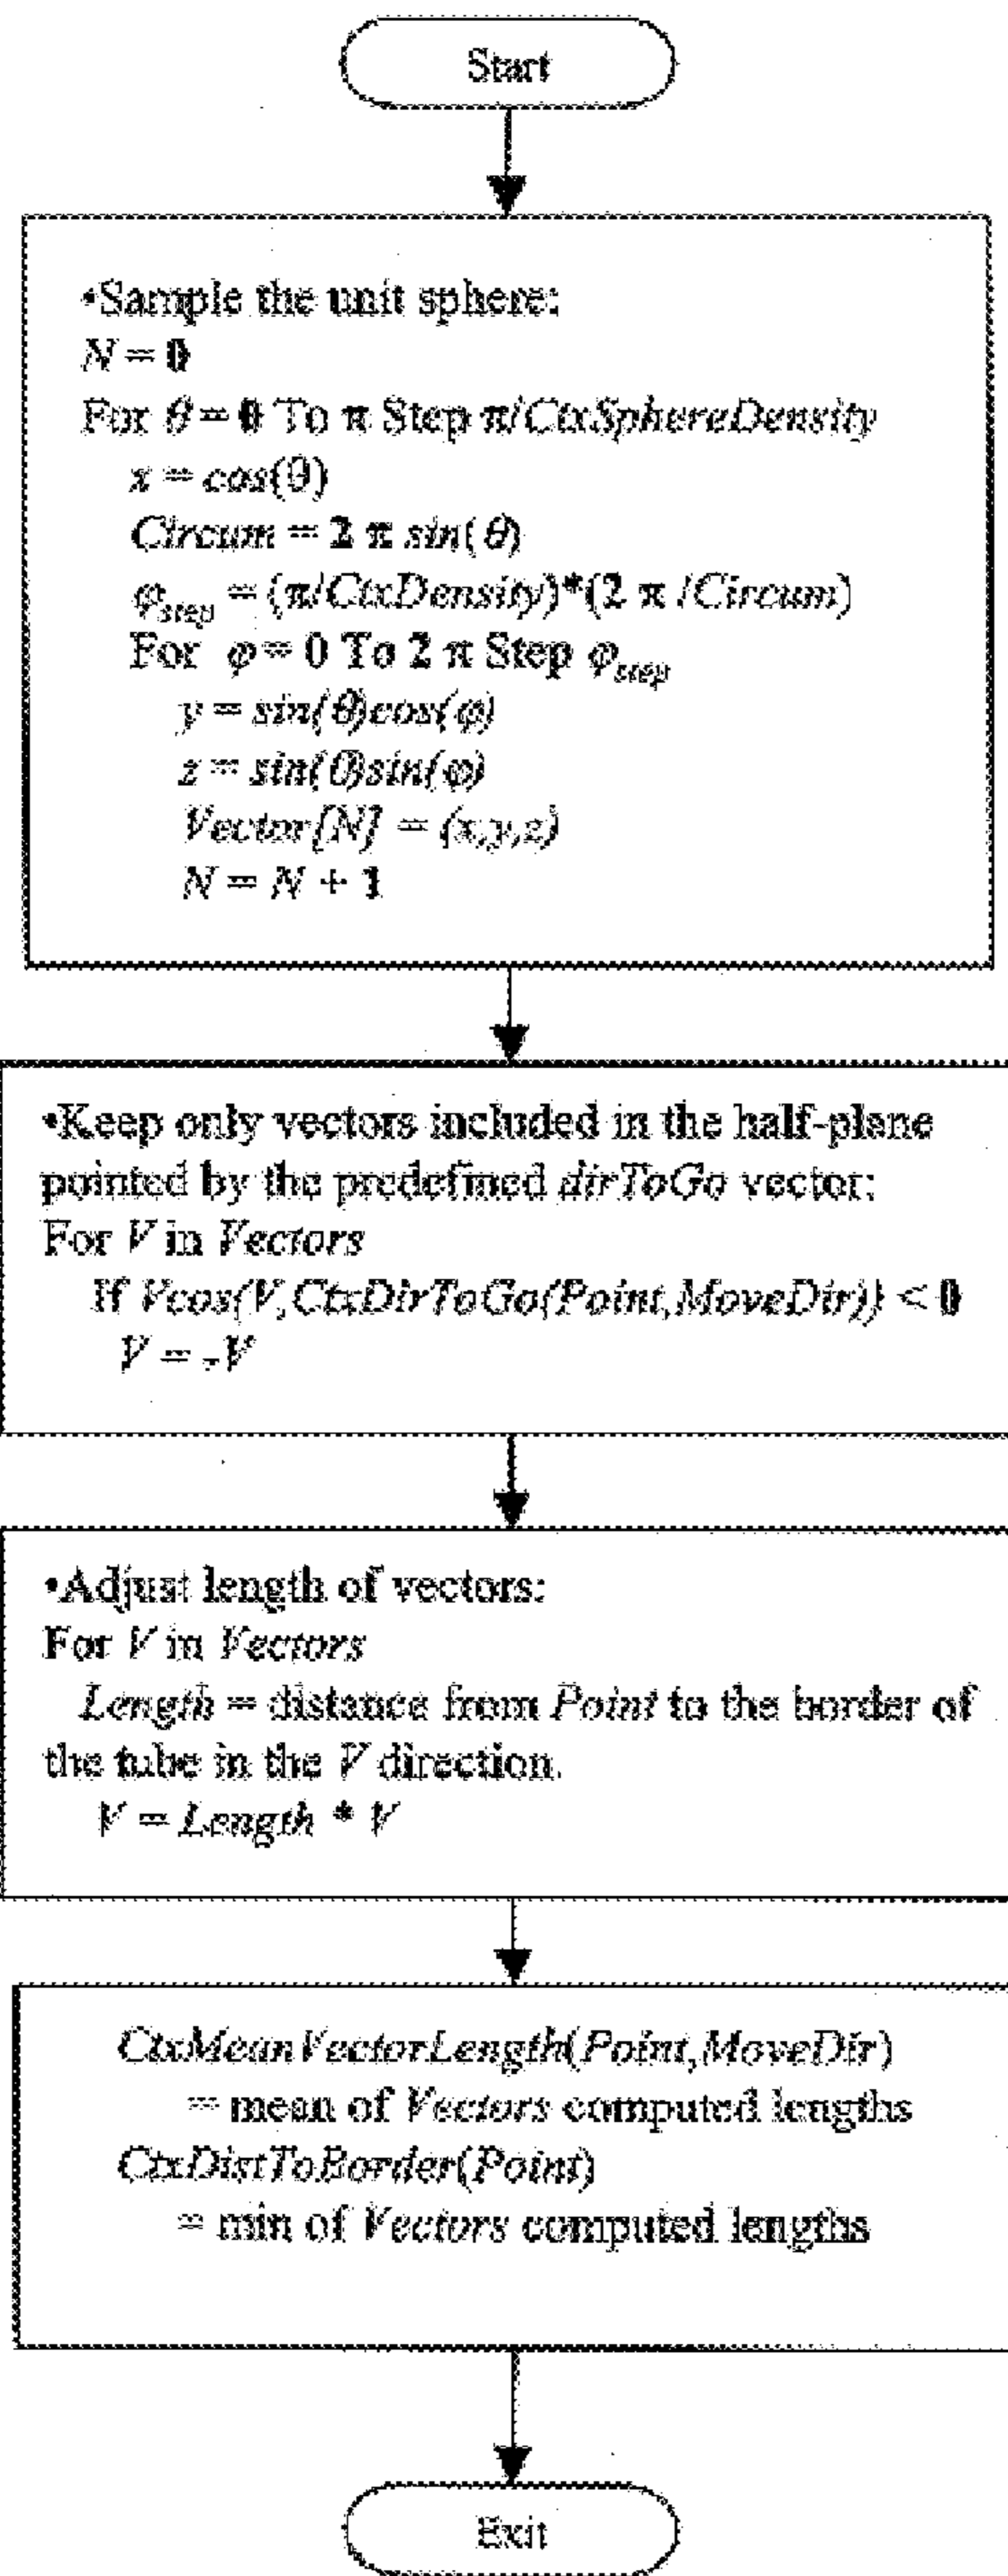 Start
•Sample the unit sphere:
N = 0
For θ = 0 To π Step π/CtxSphereDensity
x = cos(θ)
Circum = 2 π sin(θ)
φstep = (π/CtxDensity)*(2 π /Circum)
For φ = 0 To 2 π Step φstep
y = sin(θ)cos(φ)
z = sin(θ)sin(φ)
Vector[N] = (x,y,z)
N = N + 1
•Keep only vectors included in the half-plane
pointed by the predefined dirToGo vector:
For V in Vectors
If Vcos(V,CtxDirToGo(Point,MoveDir)) < 0
V = -V
•Adjust length of vectors:
For V in Vectors
Length = distance from Point to the border of
the tube in the V direction.
V = Length * V
CtxMeanVectorLength(Point,MoveDir)
= mean of Vectors computed lengths
CtxDistToBorder(Point)
= min of Vectors computed lengths
Exit